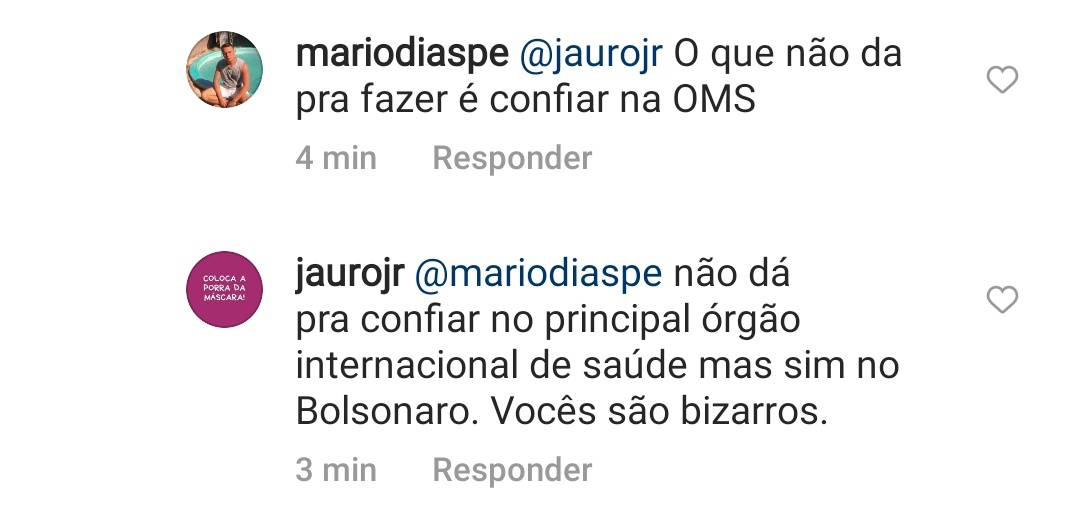 mariodiaspe @jaurojr O que não da
pra fazer é confiar na OMS
4 min Responder
COLOCA A
PORRA DA
MÁSCARA!
jaurojr @mariodiaspe não dá
pra confiar no principal órgão
internacional de saúde mas sim no
Bolsonaro. Vocês são bizarros.
3 min Responder